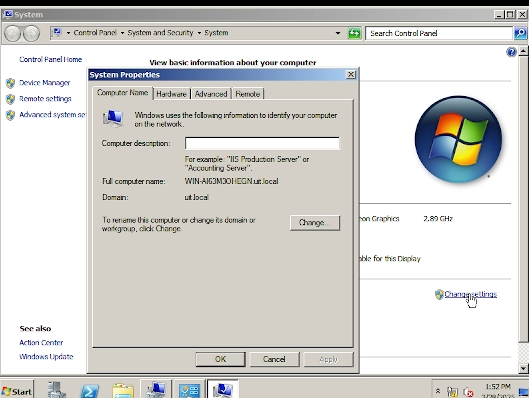 System
Control Panel System and Security System
Search Control Panel
Control Panel Home
View basic information about your computer
Device Manager
Remote settings
Advanced system se
System Properties
Computer Name Hardware Advanced Remote
Windows uses the following information to identify your computer
on the network.
Computer description:
For example: "IIS Production Server" or
"Accounting Server".
Full computer name: WIN-AI63M3OHEGN.uit.local
Domain: uit.local
To rename this computer or change its domain or
workgroup, click Change.
Change...
eon Graphics 2.89 GHz
ble for this Display
Change settings
See also
Action Center
Windows Update
OK Cancel Apply
Start
1:52 PM